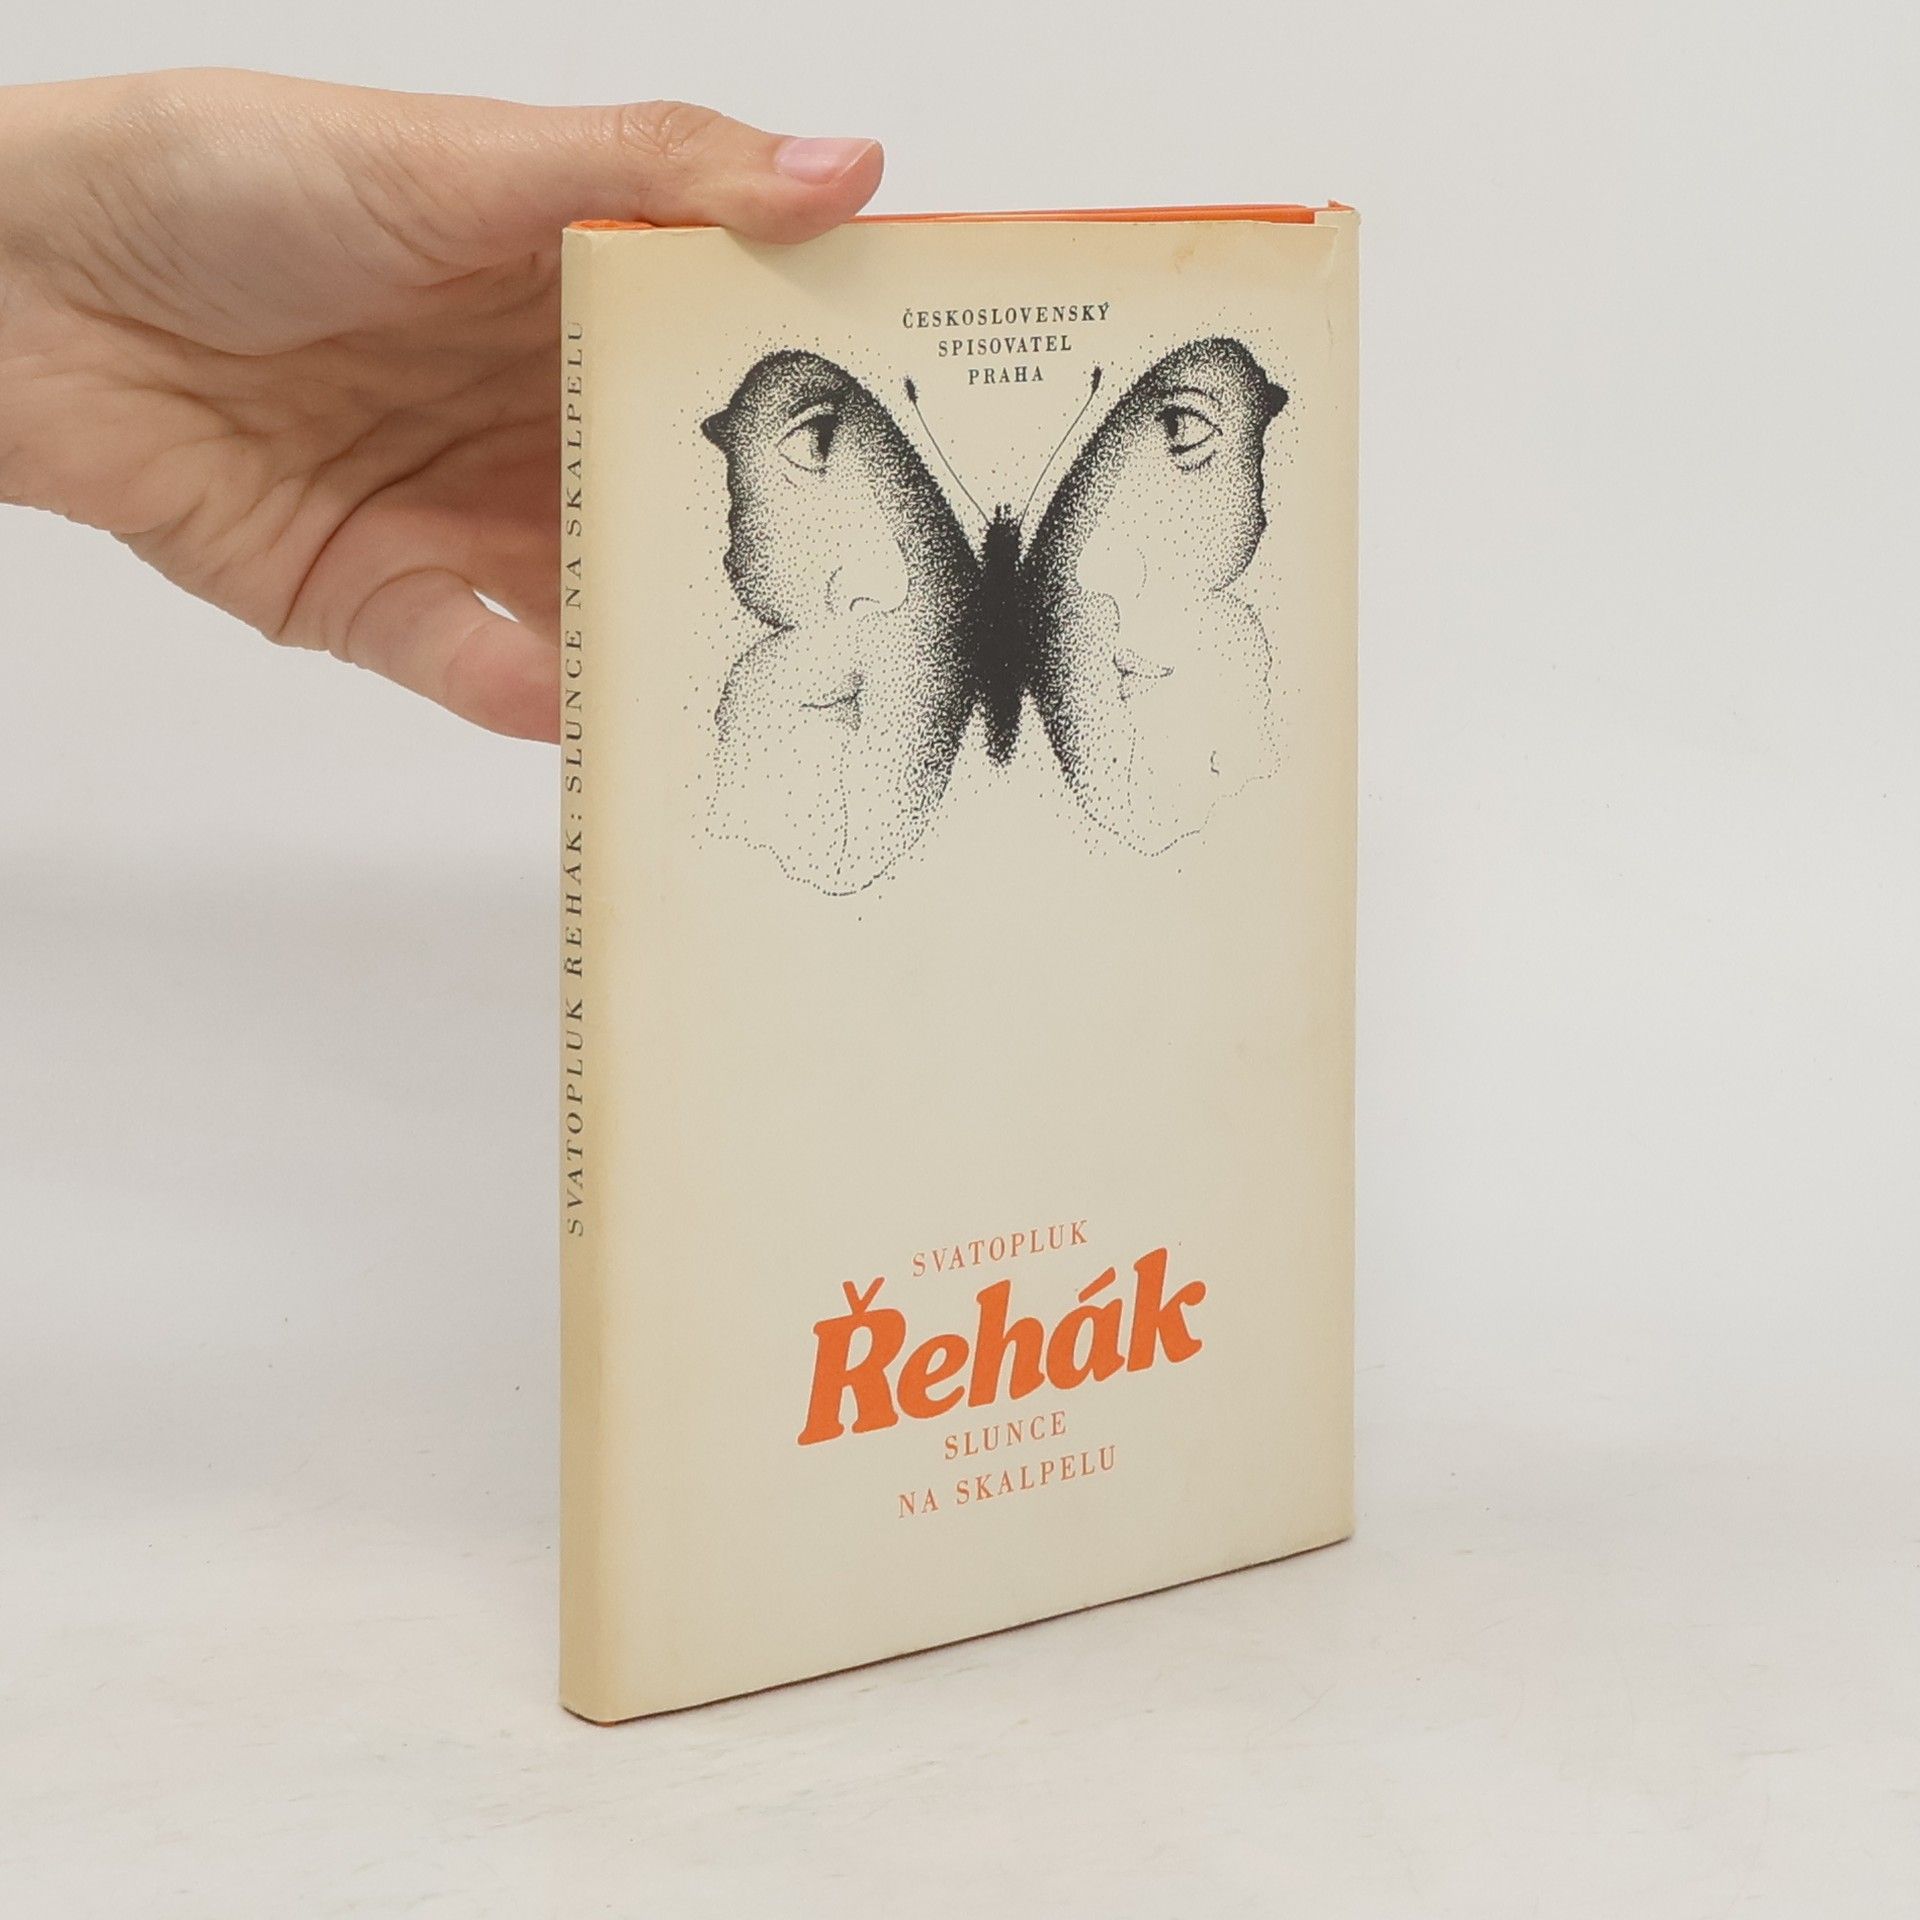 ČESKOSLOVENSKÝ
SPISOVATEL
PRAHA
SVATOPLUK
Řehák
SLUNCE
NA SKALPELU
SVATOPLUK ŘEHÁK: SLUNCE NA SKALPELU